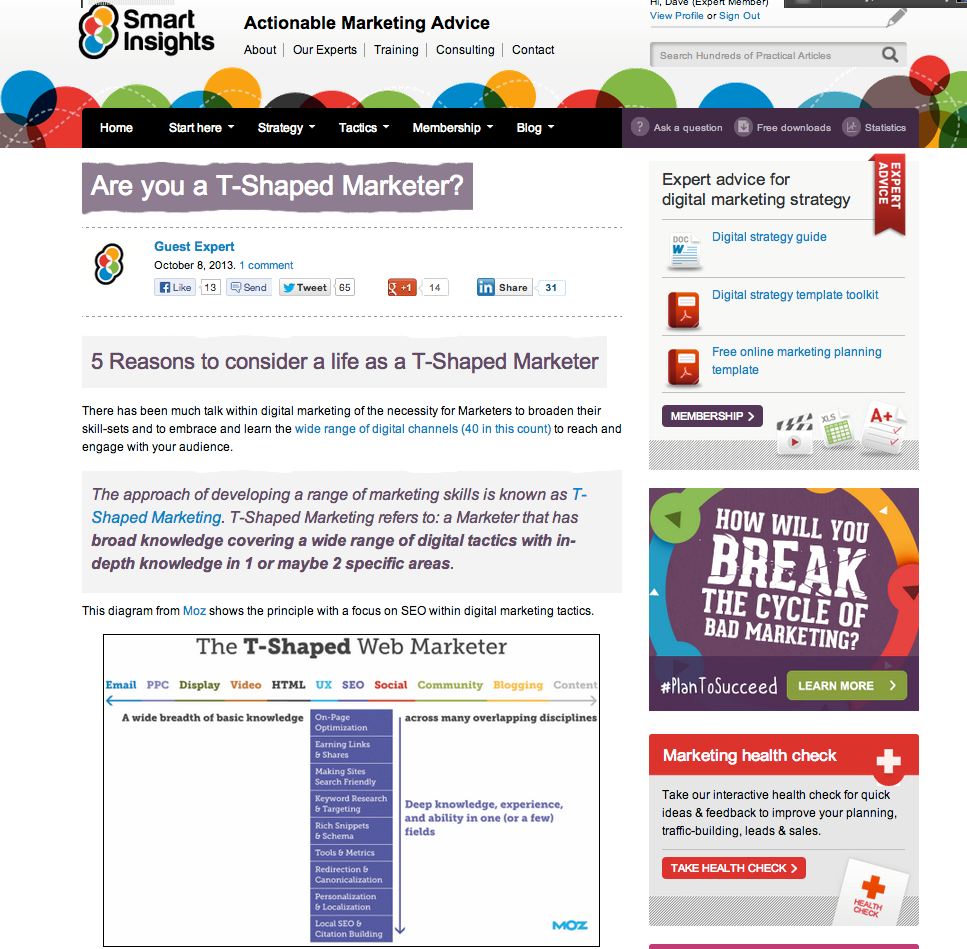 Smart
Insights
Actionable Marketing Advice
About
Our Experts
Training
Consulting
Contact
Hi, Dave (Expert Member)
View Profile or Sign Out
Search Hundreds of Practical Articles
Home
Start here
Strategy
Tactics
Membership
Blog
Ask a question
Free downloads
Statistics
Are you a T-Shaped Marketer?
Guest Expert
October 8, 2013. 1 comment
Like 13
Send
Tweet 65
g +1 14
in Share 31
5 Reasons to consider a life as a T-Shaped Marketer
There has been much talk within digital marketing of the necessity for Marketers to broaden their
skill-sets and to embrace and learn the wide range of digital channels (40 in this count) to reach and
engage with your audience.
The approach of developing a range of marketing skills is known as T-
Shaped Marketing. T-Shaped Marketing refers to: a Marketer that has
broad knowledge covering a wide range of digital tactics with in-
depth knowledge in 1 or maybe 2 specific areas.
This diagram from Moz shows the principle with a focus on SEO within digital marketing tactics.
The T-Shaped Web Marketer
Email PPC Display Video HTML UX SEO Social Community Blogging Content
A wide breadth of basic knowledge
across many overlapping disciplines
On-Page
Optimization
Earning Links
& Shares
Making Sites
Search Friendly
Keyword Research
& Targeting
Rich Snippets
& Schema
Tools & Metrics
Redirection &
Canonicalization
Personalization
& Localization
Local SEO &
Citation Building
Deep knowledge, experience,
and ability in one (or a few)
fields
MOZ
Expert advice for
digital marketing strategy
EXPERT
ADVICE
DOC
W
Digital strategy guide
Digital strategy template toolkit
Free online marketing planning
template
MEMBERSHIP
XLS
A+
HOW WILL YOU
BREAK
THE CYCLE OF
BAD MARKETING?
#PlanToSucceed
LEARN MORE
Marketing health check
Take our interactive health check for quick
ideas & feedback to improve your planning,
traffic-building, leads & sales.
TAKE HEALTH CHECK
HEALTH
CHECK